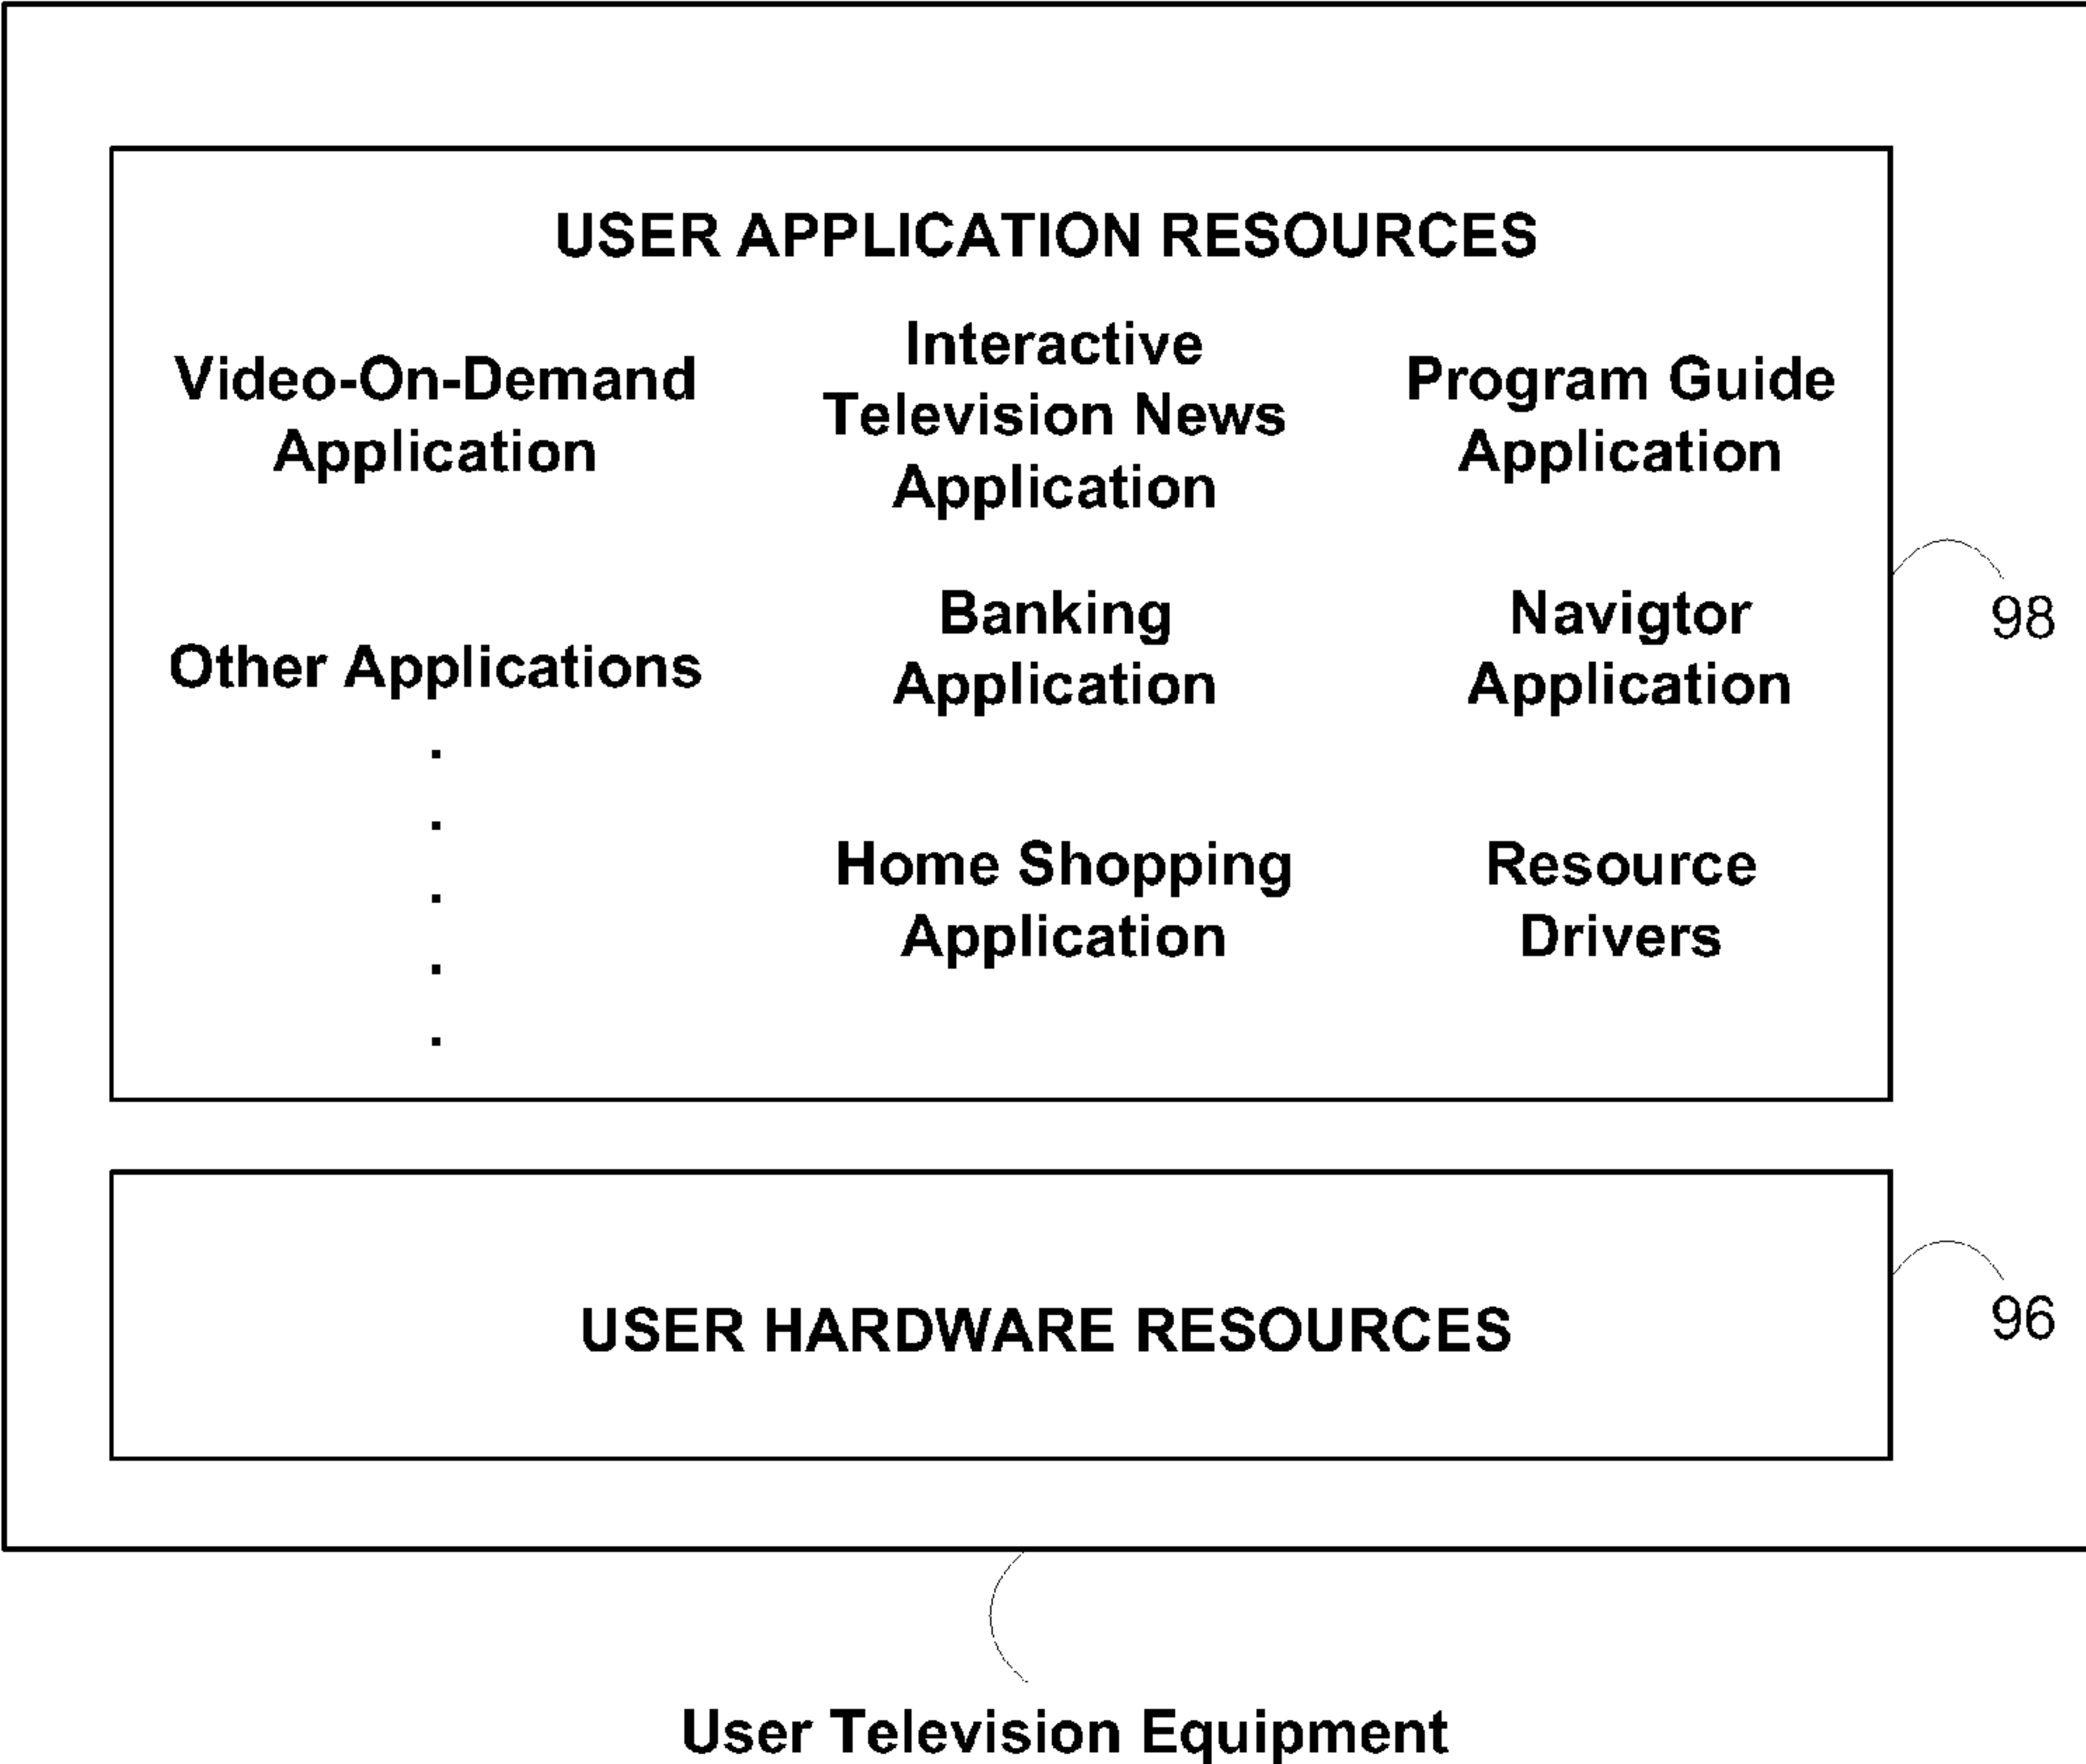 USER APPLICATION RESOURCES
Video-On-Demand
Application
Interactive
Television News
Application
Program Guide
Application
Other Applications
.
.
.
.
.
Banking
Application
Navigtor
Application
Home Shopping
Application
Resource
Drivers
98
USER HARDWARE RESOURCES
96
User Television Equipment